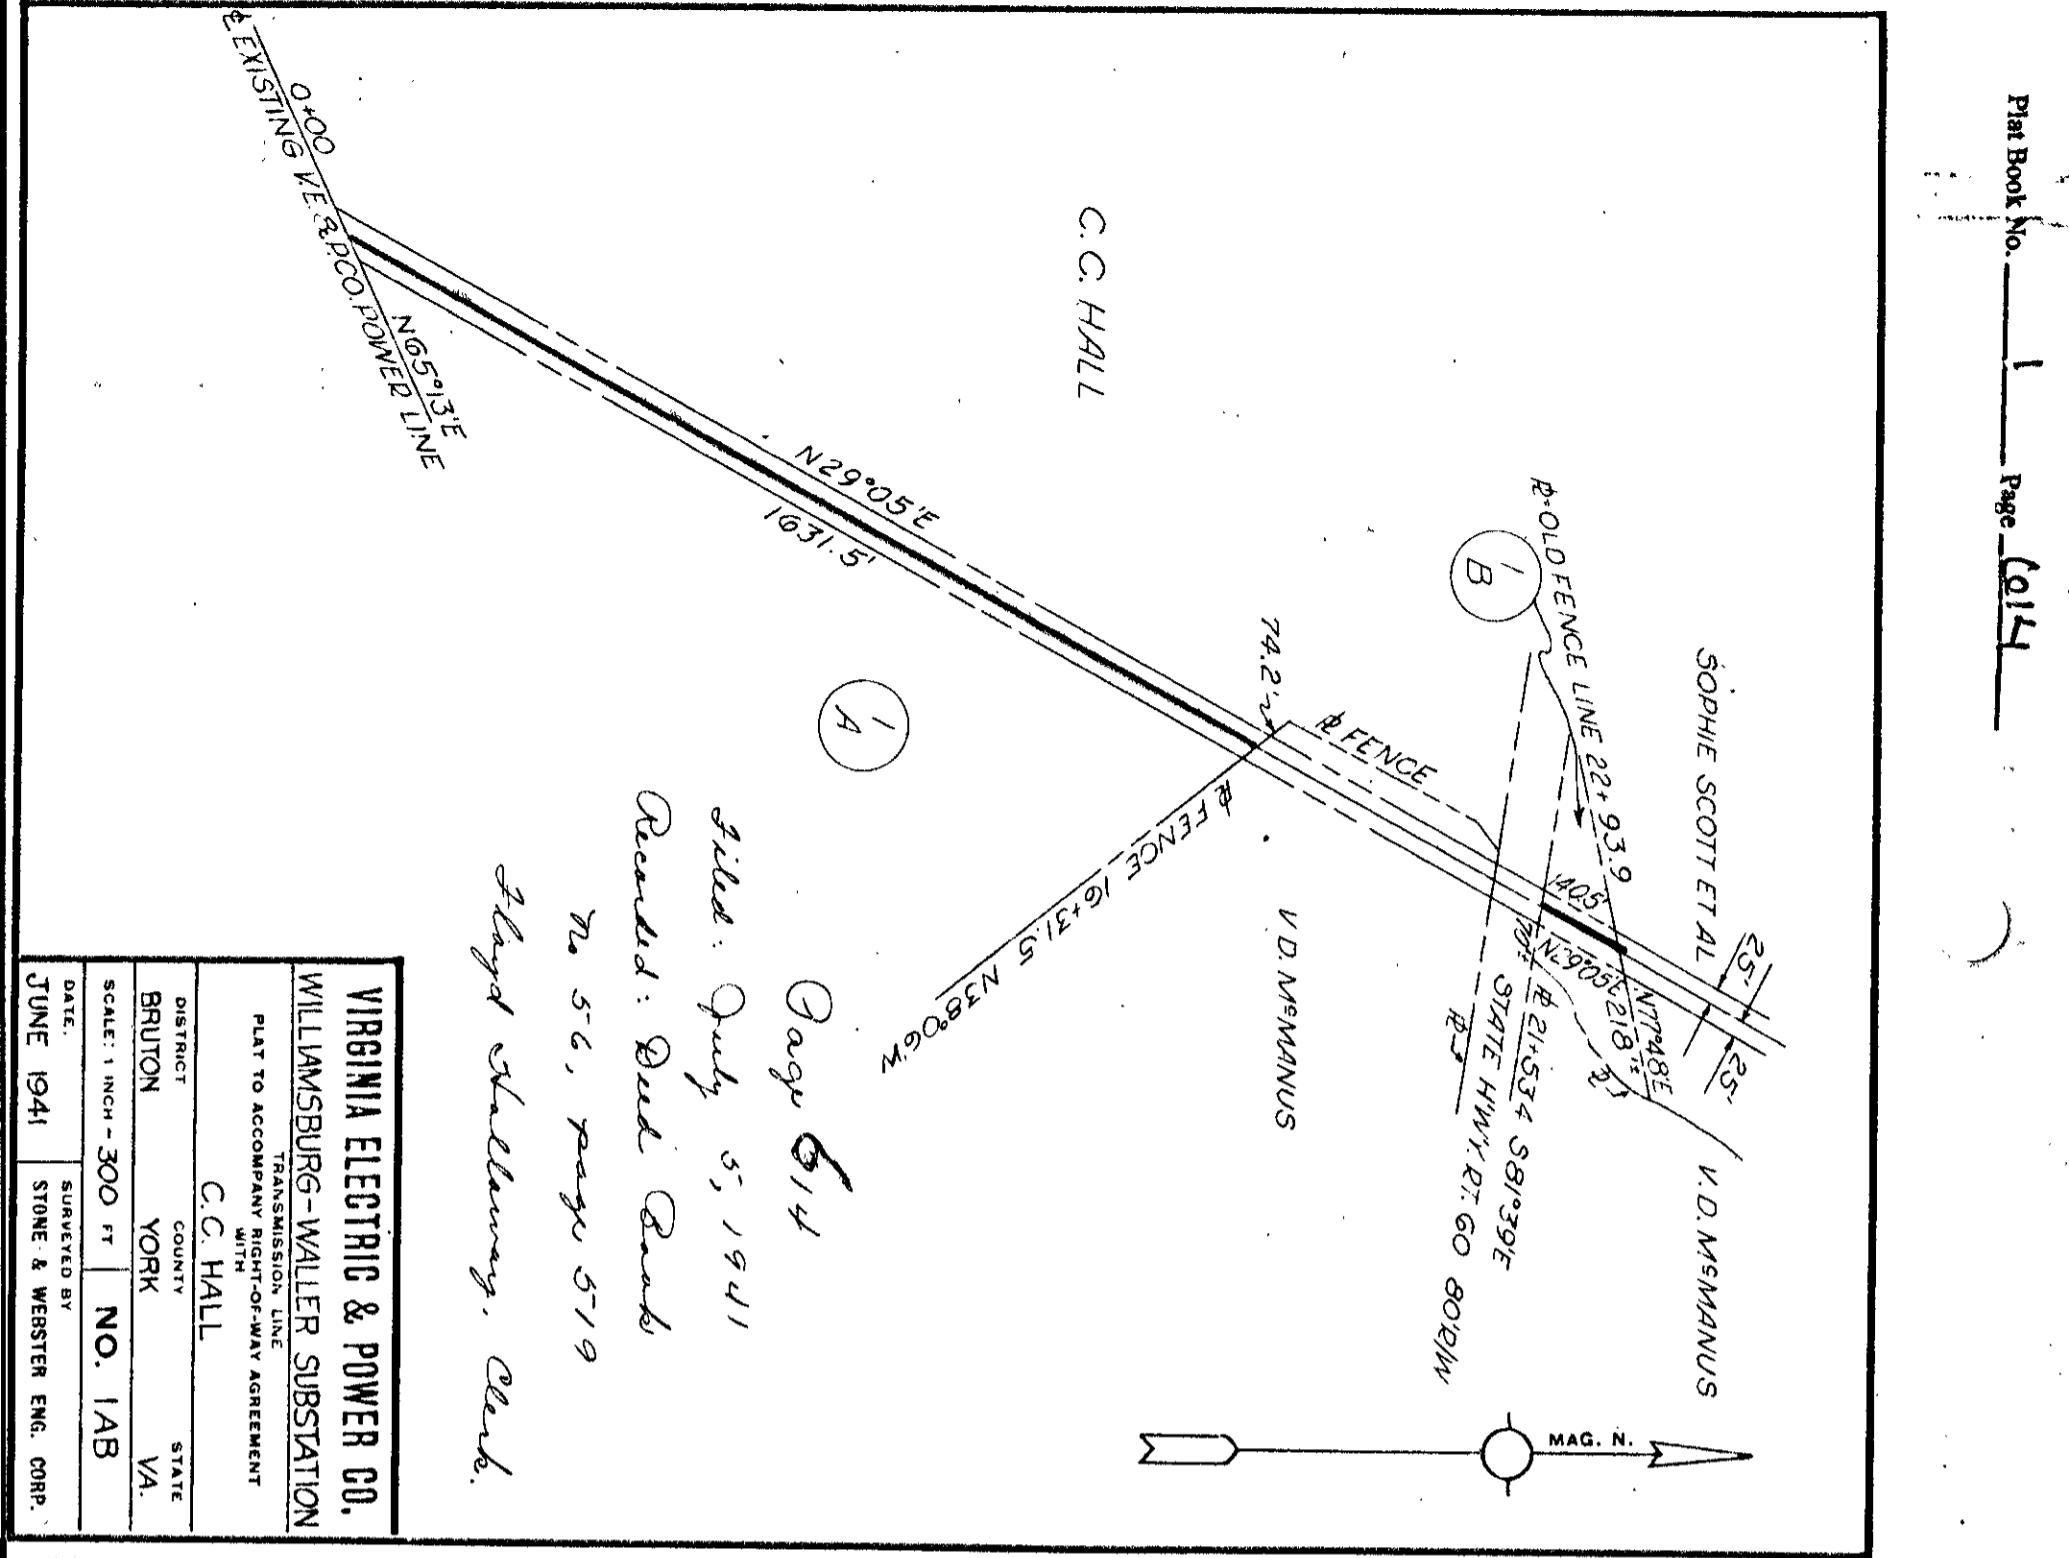 Plat Book No. 1 Page 614
SOPHIE SCOTT ET AL
V.D. McMANUS
25'
25'
℄ EXISTING V.E. & P.CO. POWER LINE
0+00
N65°13'E
C.C. HALL
N29°05'E
1631.5'
1
A
1
B
74.2'
℄ FENCE
℄ FENCE 16+31.5 N38°06'W
℄-OLD FENCE LINE 22+93.9
N77°48'E
140.5'
N29°05'E 218'±
70'±
℄ 21+53.4 S81°39'E
STATE H'W'Y. RT. 60 80'R/W
℄
℄
V.D. McMANUS
MAG. N.
Page 614
Filed: July 5, 1941
Recorded: Deed Book
No 56, page 519
Floyd Holloway, Clerk.
VIRGINIA ELECTRIC & POWER CO.
WILLIAMSBURG-WALLER SUBSTATION
TRANSMISSION LINE
PLAT TO ACCOMPANY RIGHT-OF-WAY AGREEMENT
WITH
C.C. HALL
DISTRICT COUNTY STATE
BRUTON YORK VA.
SCALE: 1 INCH - 300 FT NO. 1AB
DATE. SURVEYED BY
JUNE 1941 STONE & WEBSTER ENG. CORP.